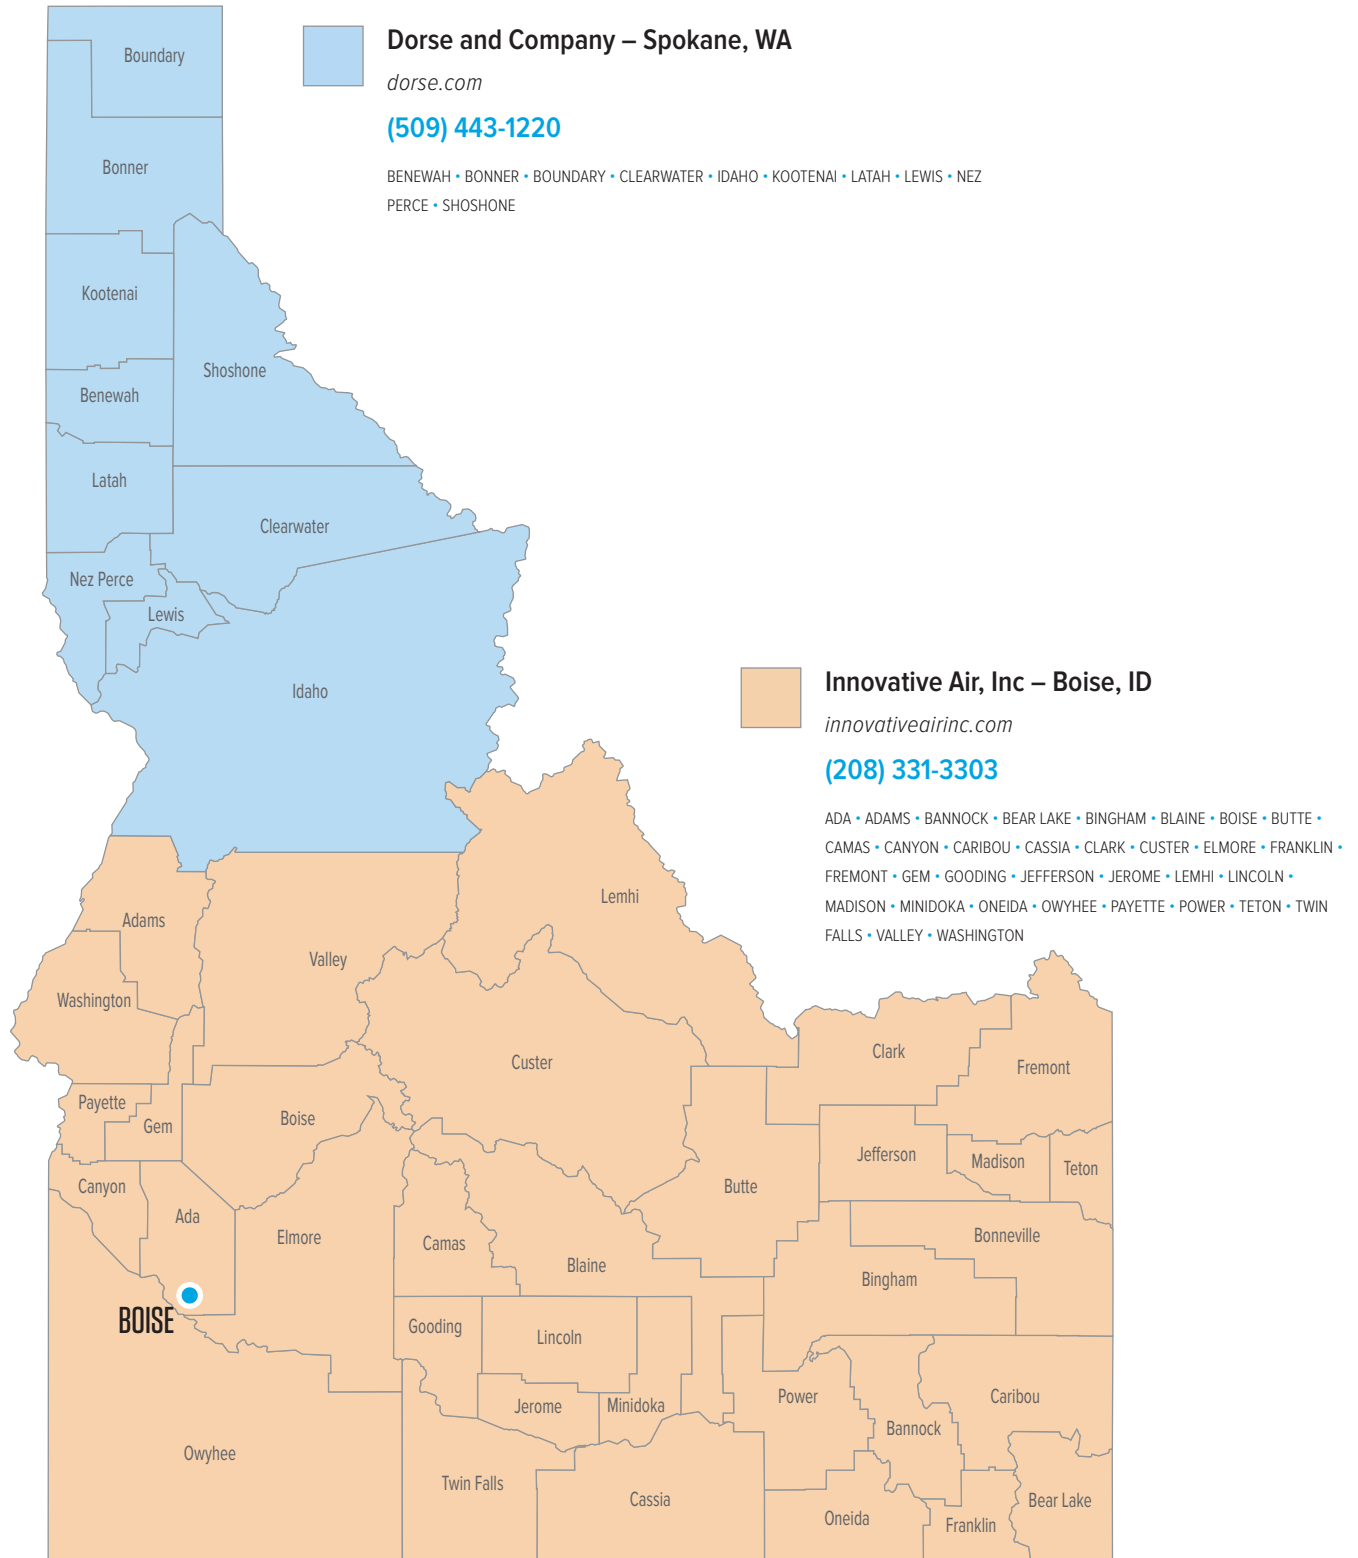 Dorse and Company – Spokane, WA
dorse.com
(509) 443-1220
BENEWAH • BONNER • BOUNDARY • CLEARWATER • IDAHO • KOOTENAI • LATAH • LEWIS • NEZ
PERCE • SHOSHONE
Boundary
Bonner
Kootenai
Shoshone
Benewah
Latah
Clearwater
Nez Perce
Lewis
Idaho
Innovative Air, Inc – Boise, ID
innovativeairinc.com
(208) 331-3303
ADA • ADAMS • BANNOCK • BEAR LAKE • BINGHAM • BLAINE • BOISE • BUTTE •
CAMAS • CANYON • CARIBOU • CASSIA • CLARK • CUSTER • ELMORE • FRANKLIN •
FREMONT • GEM • GOODING • JEFFERSON • JEROME • LEMHI • LINCOLN •
MADISON • MINIDOKA • ONEIDA • OWYHEE • PAYETTE • POWER • TETON • TWIN
FALLS • VALLEY • WASHINGTON
Lemhi
Adams
Valley
Washington
Custer
Clark
Fremont
Payette
Gem
Boise
Jefferson
Madison
Teton
Canyon
Butte
Ada
Elmore
Camas
Bonneville
Blaine
Bingham
BOISE
Gooding
Lincoln
Power
Caribou
Jerome
Minidoka
Bannock
Owyhee
Twin Falls
Cassia
Bear Lake
Oneida
Franklin